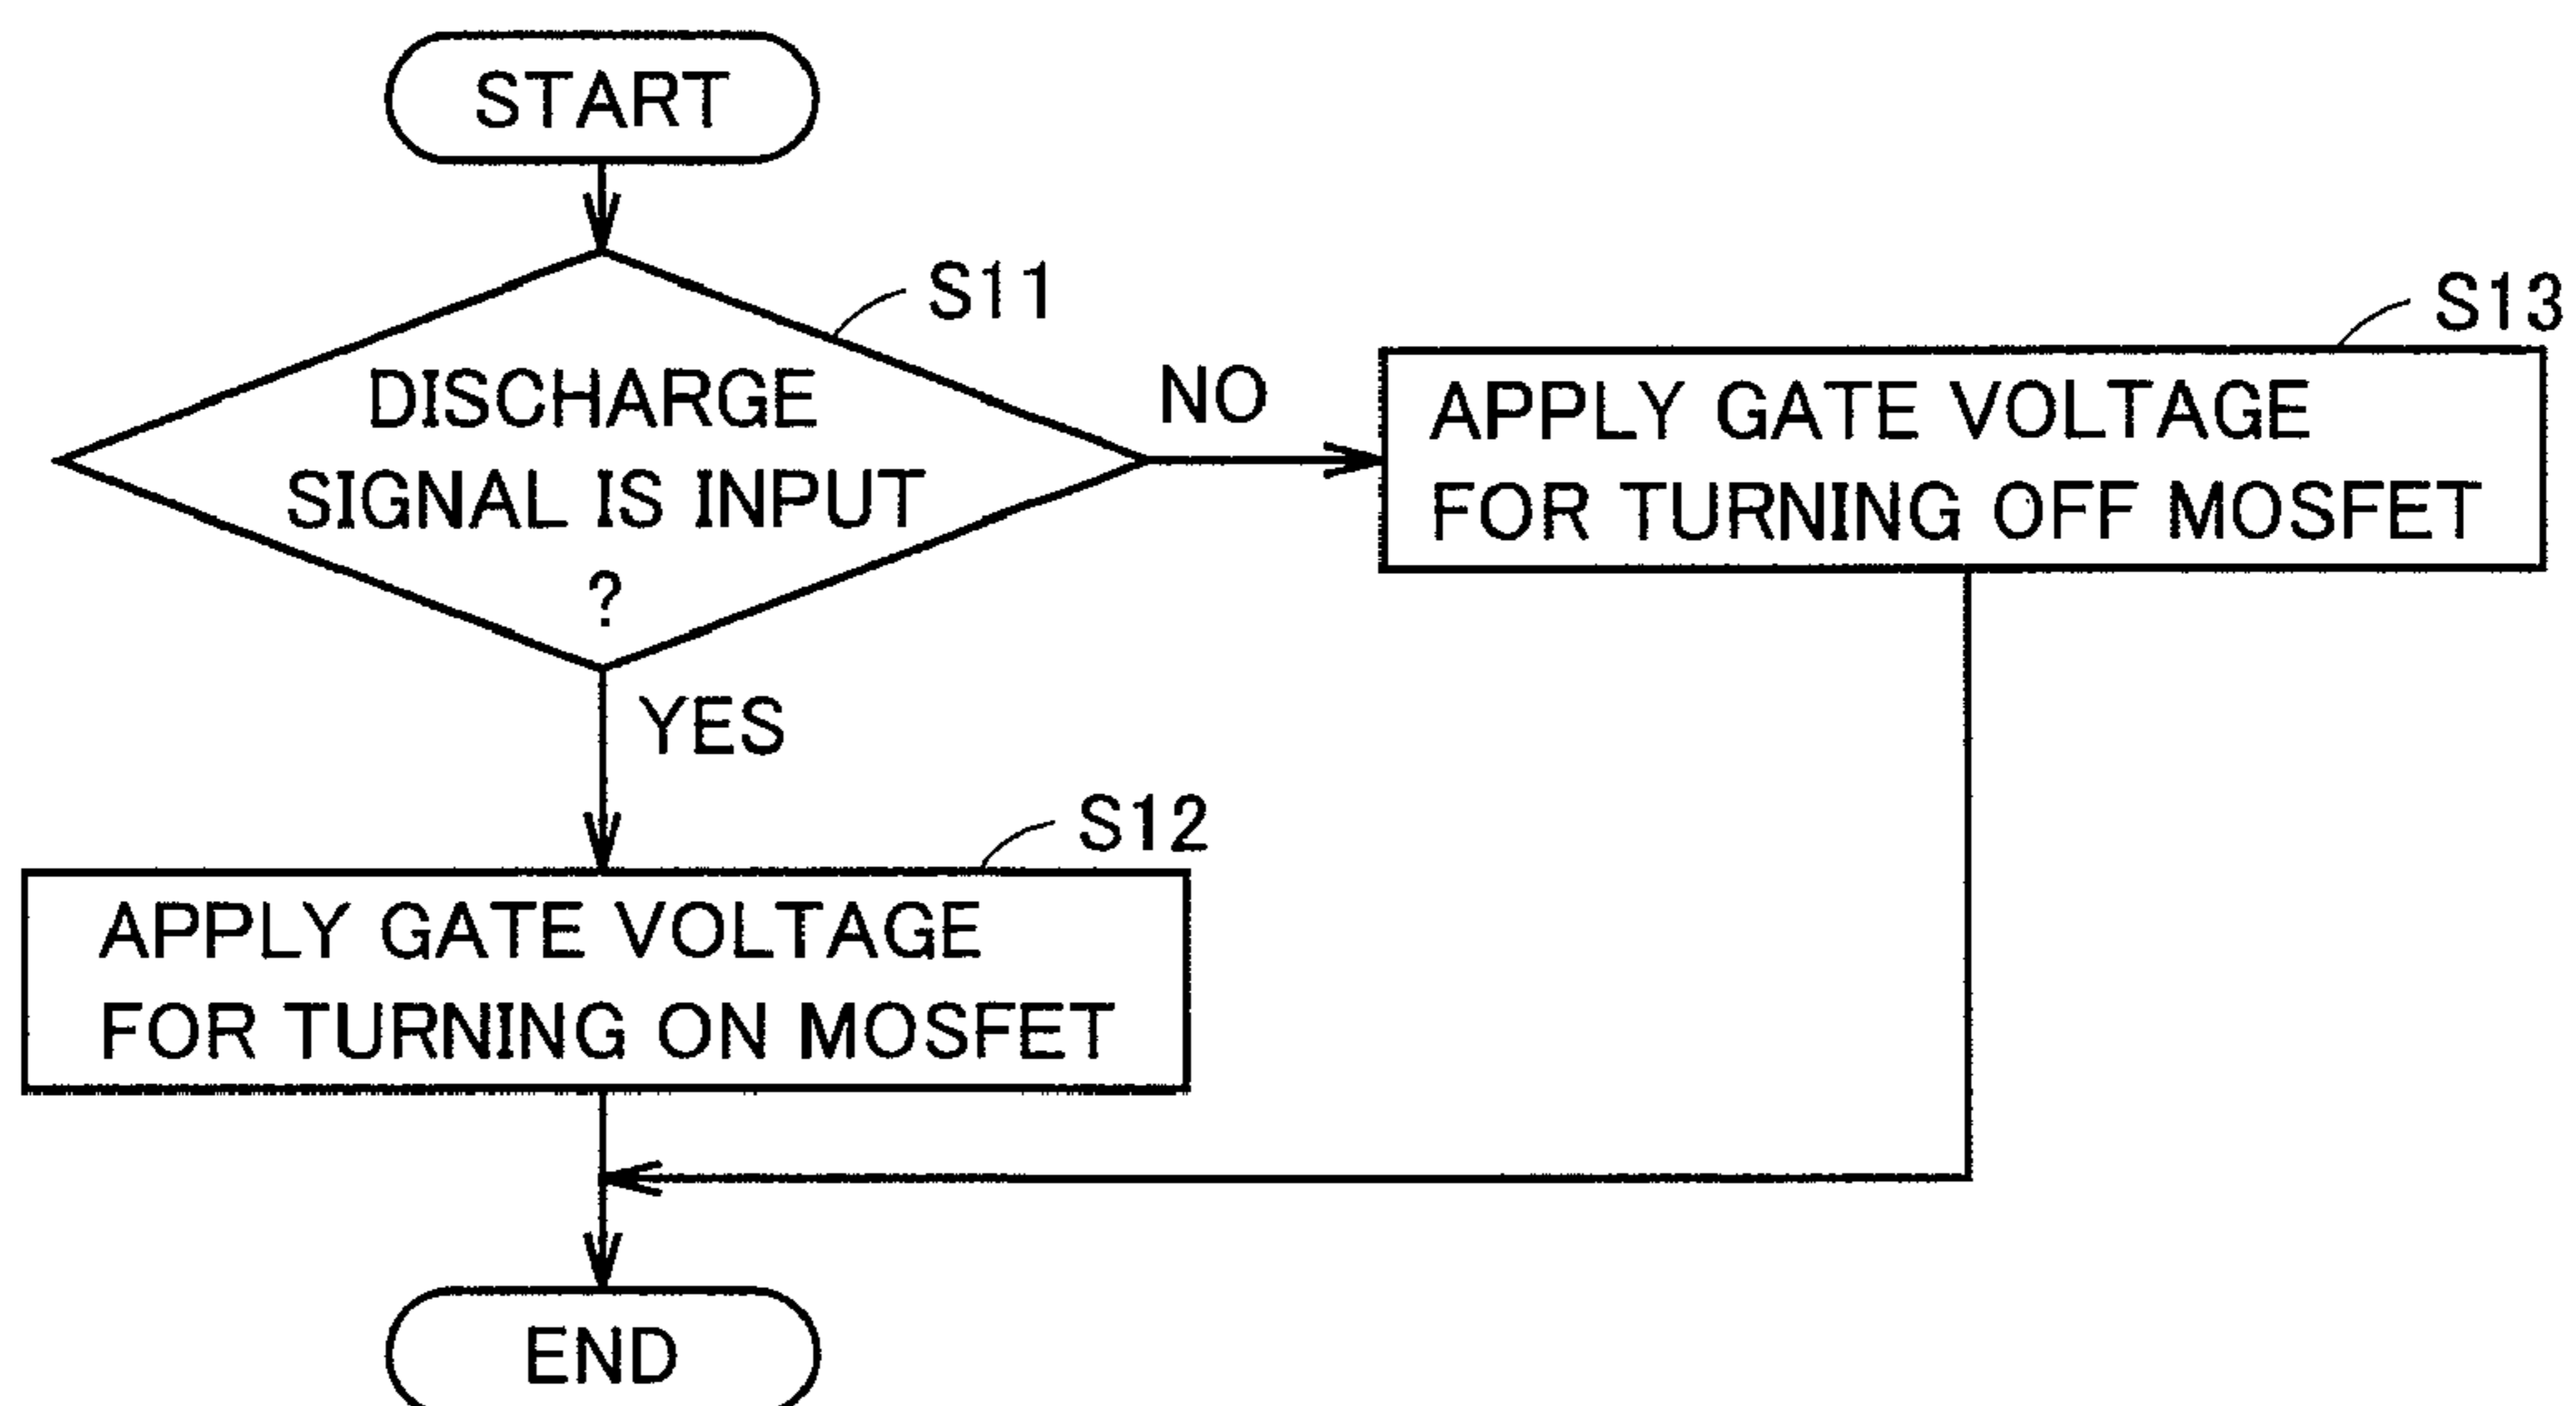 START
S11
DISCHARGE
SIGNAL IS INPUT
?
NO
S13
APPLY GATE VOLTAGE
FOR TURNING OFF MOSFET
YES
S12
APPLY GATE VOLTAGE
FOR TURNING ON MOSFET
END